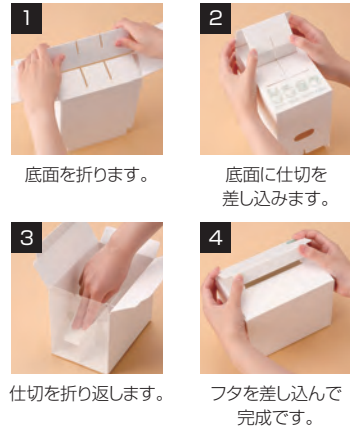 1
底面を折ります。
2
底面に仕切を
差し込みます。
3
仕切を折り返します。
4
フタを差し込んで
完成です。